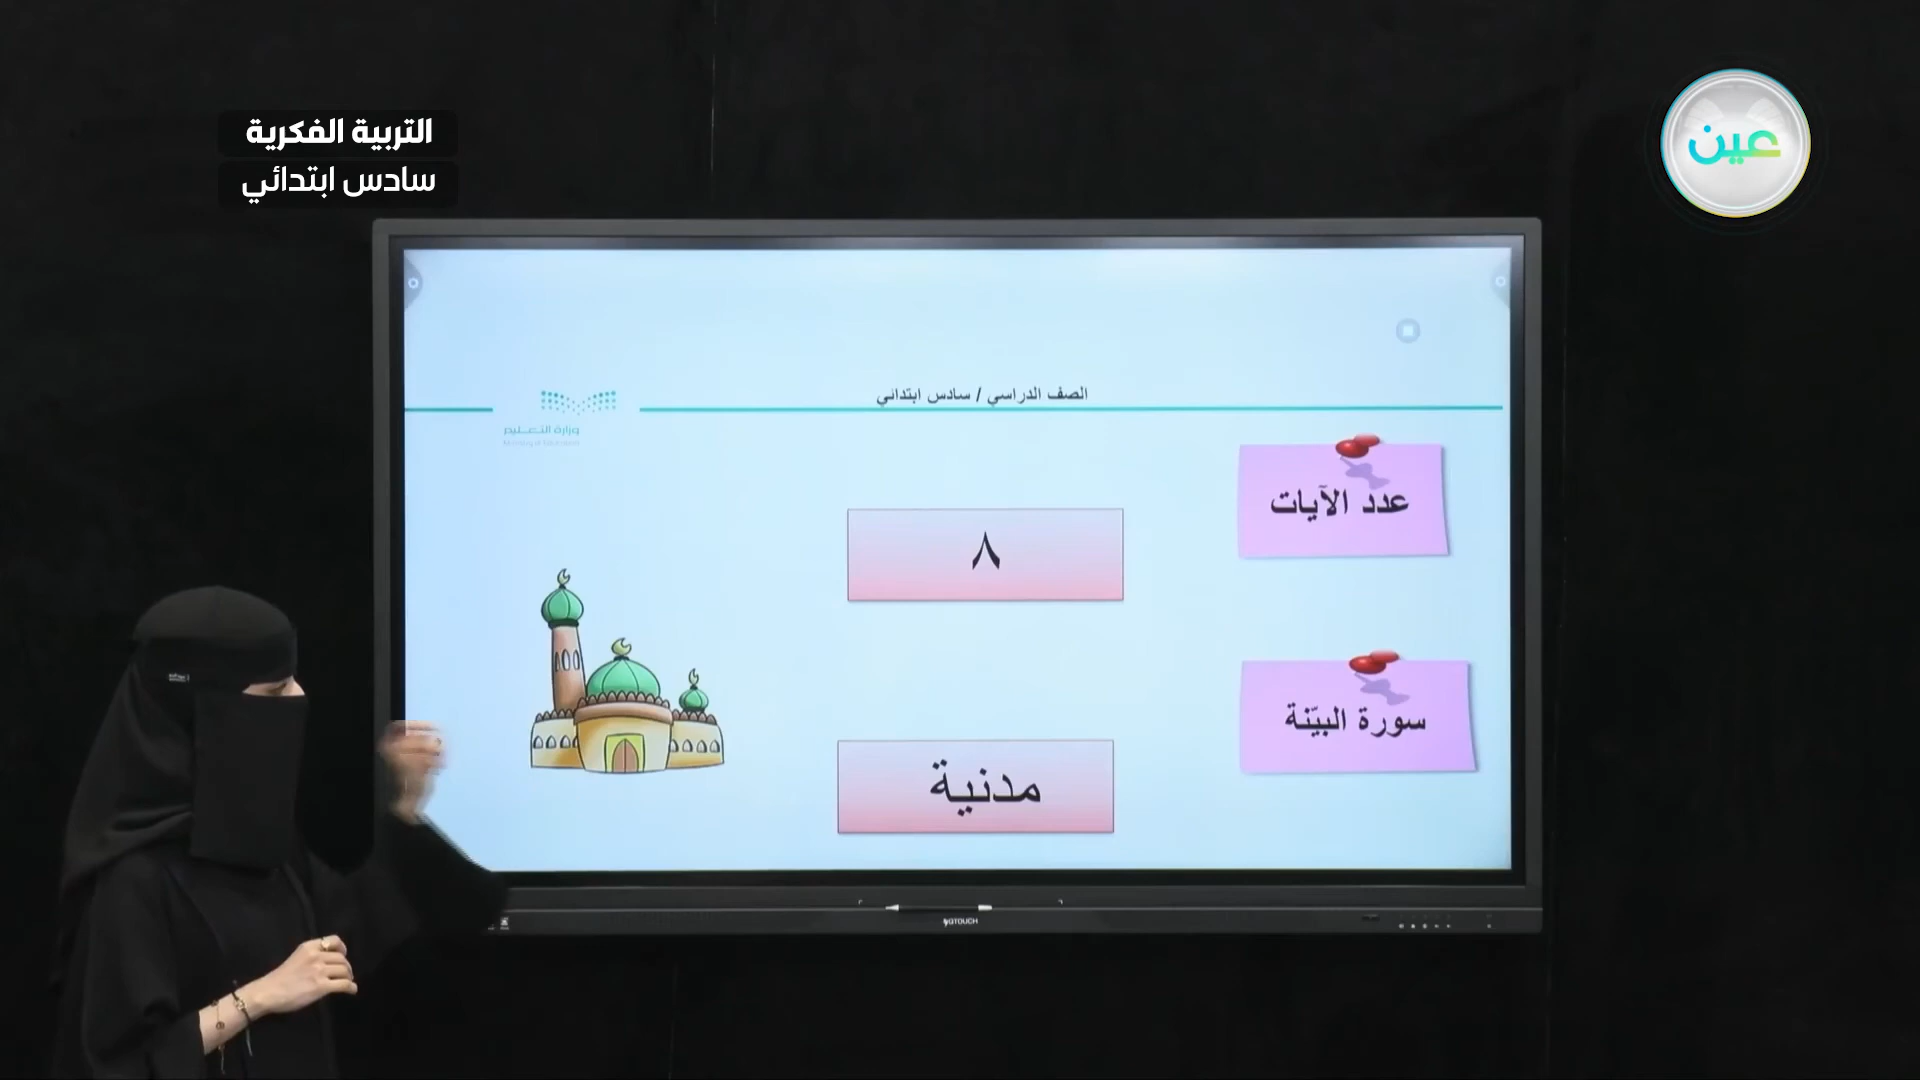 التربية الفكرية
سادس ابتدائي
عين
الصف الدراسي / سادس ابتدائي
وزارة التعليم
عدد الآيات
٨
سورة البيّنة
مدنية